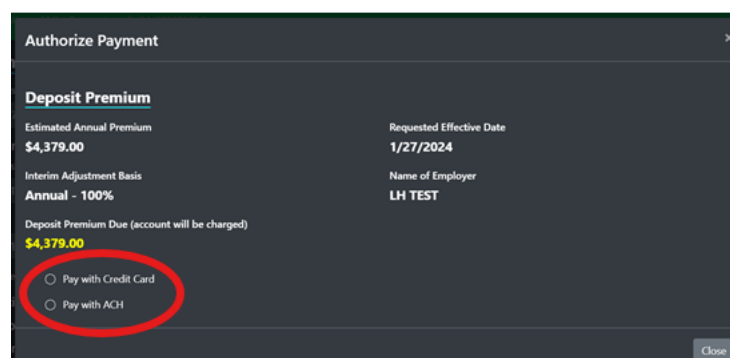 Authorize Payment
×
Deposit Premium
Estimated Annual Premium
$4,379.00
Requested Effective Date
1/27/2024
Interim Adjustment Basis
Annual - 100%
Name of Employer
LH TEST
Deposit Premium Due (account will be charged)
$4,379.00
Pay with Credit Card
Pay with ACH
Close